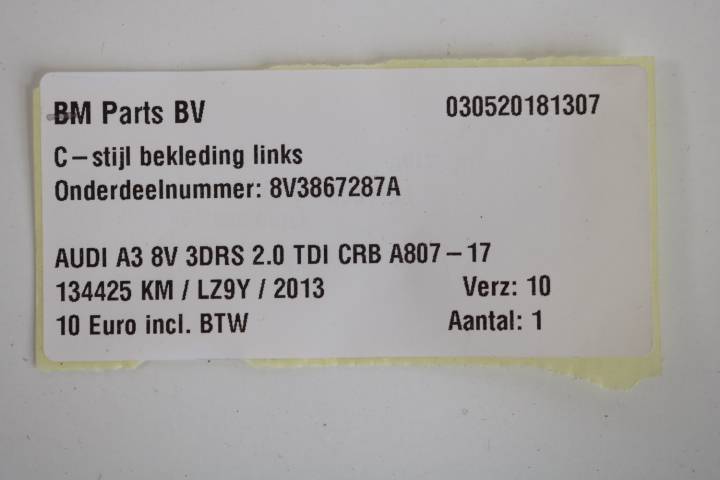 BM Parts BV 030520181307
C-stijl bekleding links
Onderdeelnummer: 8V3867287A
AUDI A3 8V 3DRS 2.0 TDI CRB A807-17
134425 KM / LZ9Y / 2013 Verz: 10
10 Euro incl. BTW Aantal: 1